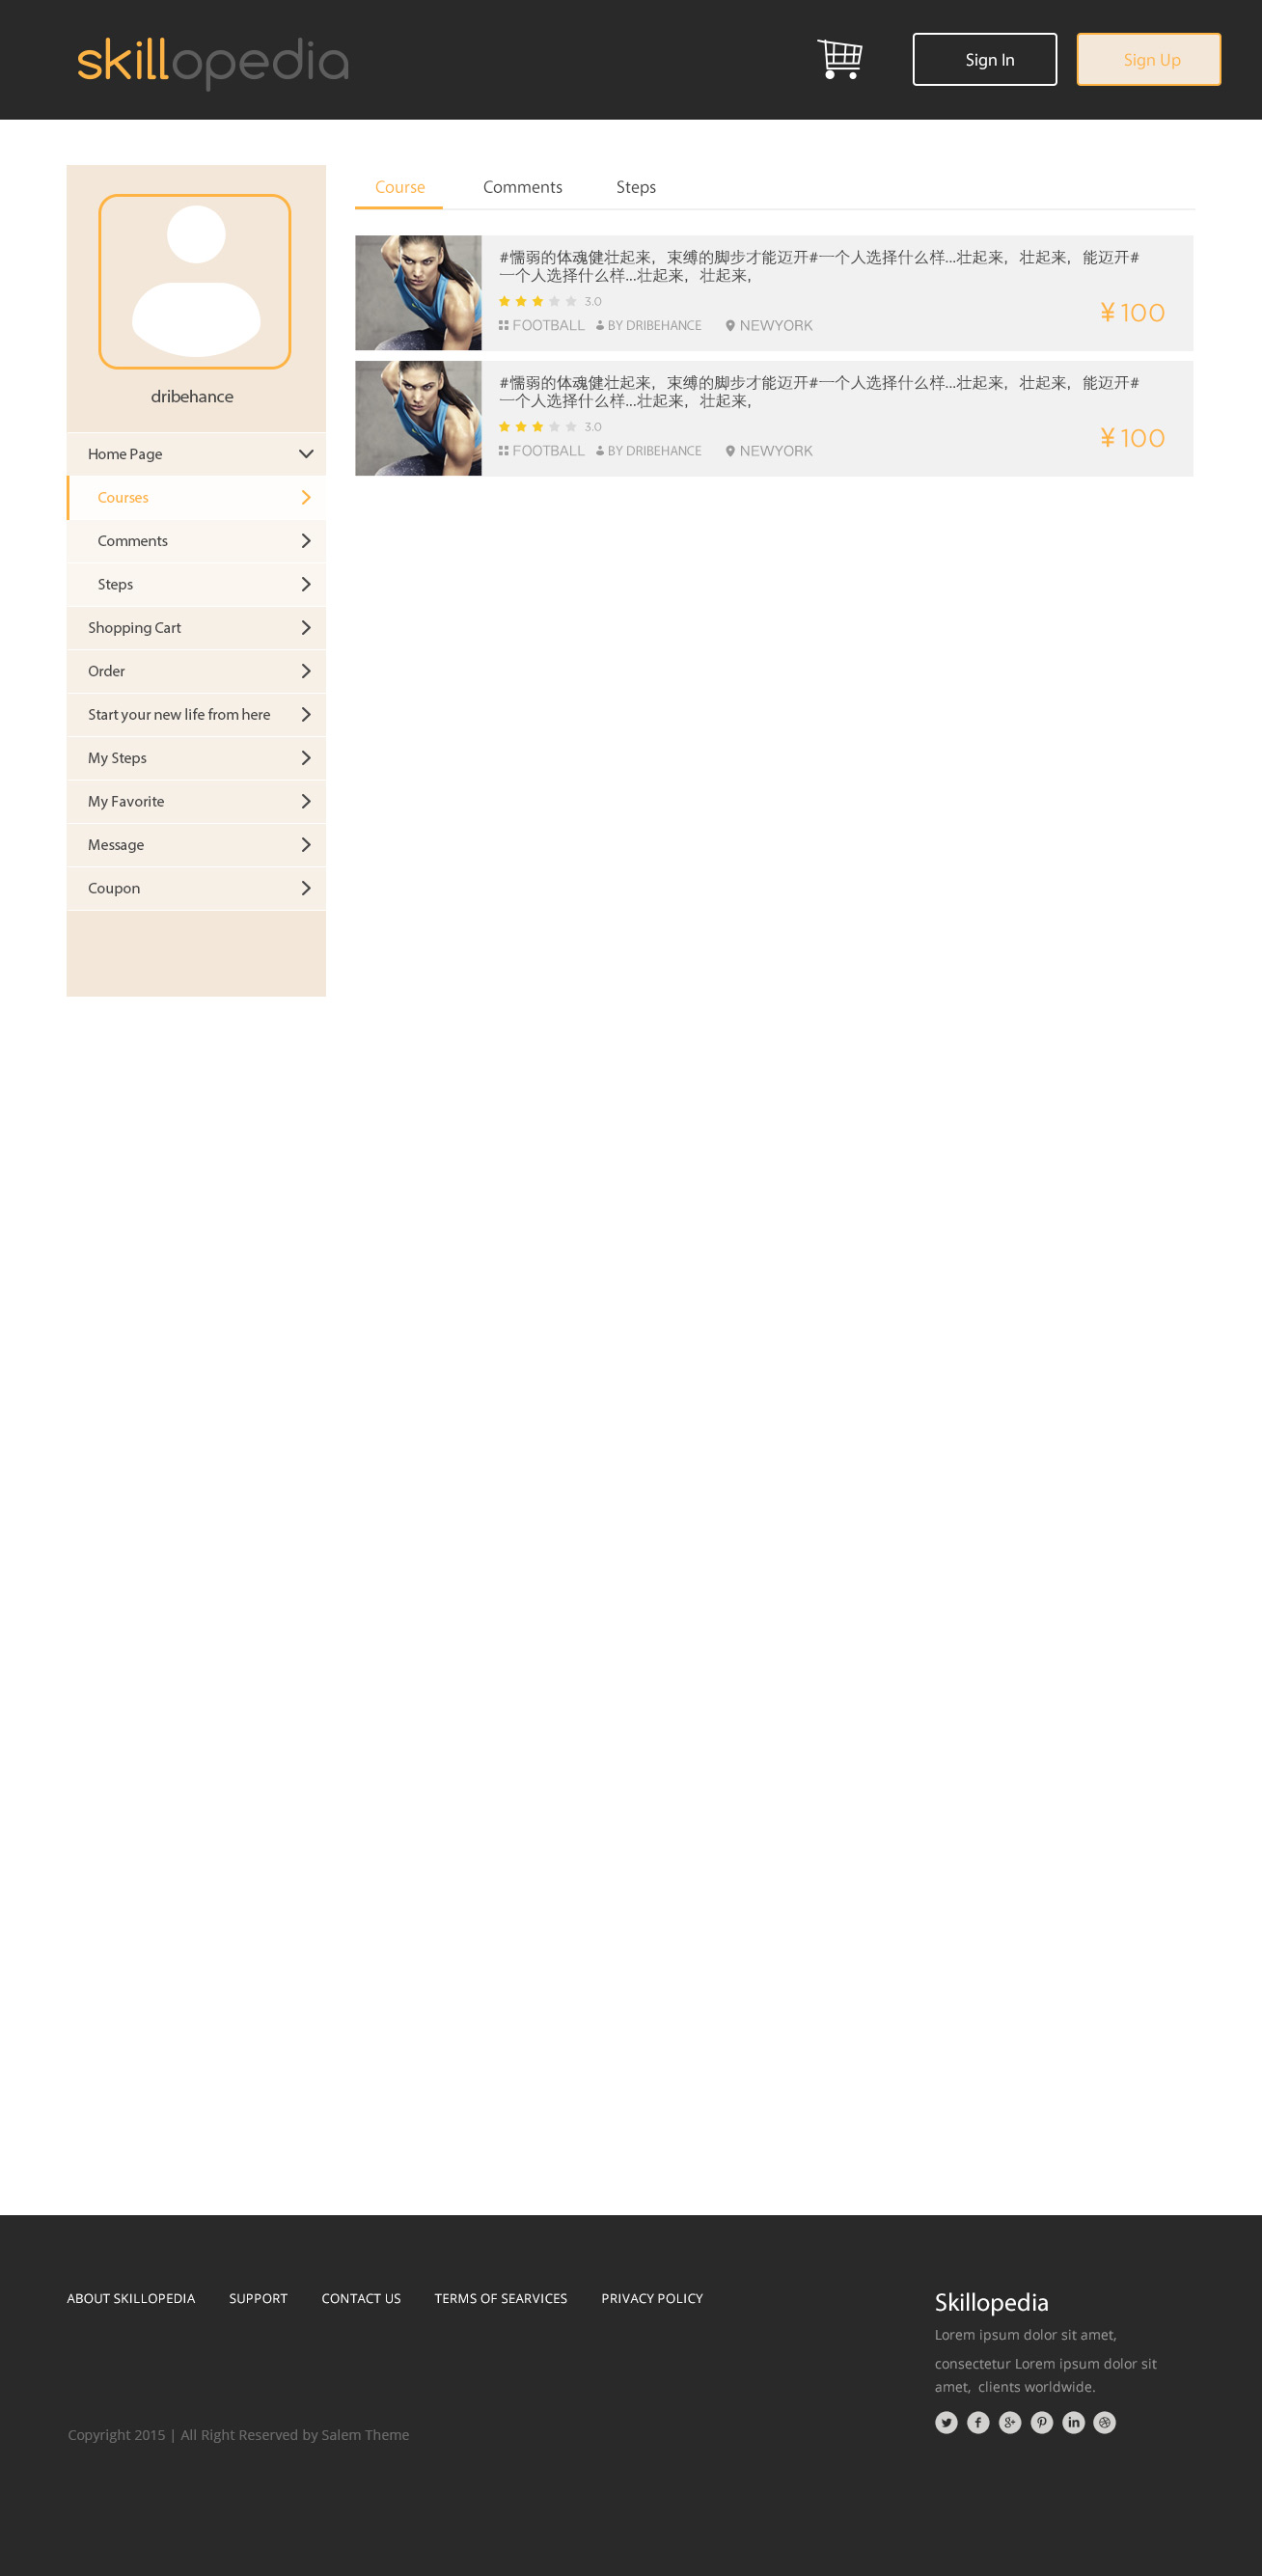 skillopedia
Sign In
Sign Up
dribehance
Home Page
Courses
Comments
Steps
Shopping Cart
Order
Start your new life from here
My Steps
My Favorite
Message
Coupon
Course
Comments
Steps
#懦弱的体魂健壮起来，束缚的脚步才能迈开#一个人选择什么样...壮起来，壮起来，能迈开#
一个人选择什么样...壮起来，壮起来，
3.0
¥ 100
FOOTBALL BY DRIBEHANCE NEWYORK
#懦弱的体魂健壮起来，束缚的脚步才能迈开#一个人选择什么样...壮起来，壮起来，能迈开#
一个人选择什么样...壮起来，壮起来，
3.0
¥ 100
FOOTBALL BY DRIBEHANCE NEWYORK
ABOUT SKILLOPEDIA SUPPORT CONTACT US TERMS OF SEARVICES PRIVACY POLICY
Copyright 2015 | All Right Reserved by Salem Theme
Skillopedia
Lorem ipsum dolor sit amet,
consectetur Lorem ipsum dolor sit
amet, clients worldwide.